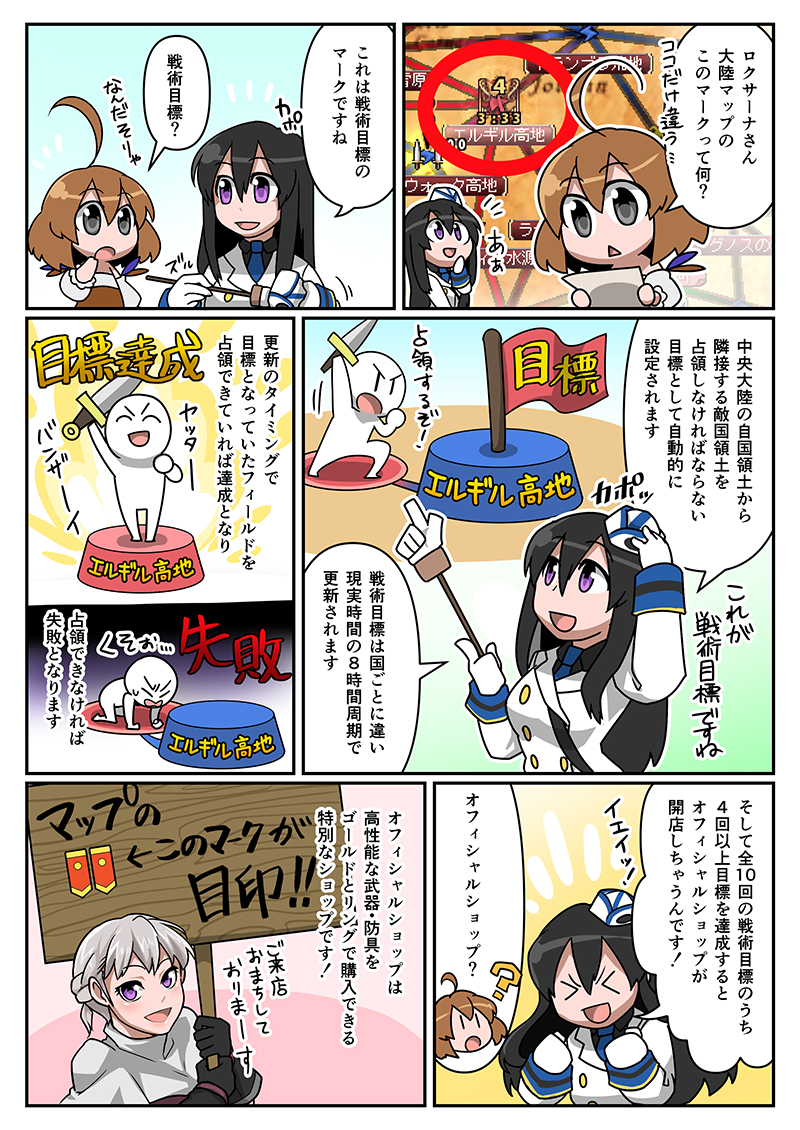 ロクサーナさん
大陸マップの
このマークって何?
ココだけ違う…
4
3:33
エルギル高地
雪原
ウォーク高地
水源
グノスの
00
ああ
これは戦術目標の
マークですね
カポ
戦術目標?
なんだそりゃ
ズル
中央大陸の自国領土から
隣接する敵国領土を
占領しなければならない
目標として自動的に
設定されます
目標
占領するぞ!
エルギル高地
カポッ
これが
戦術目標ですね
戦術目標は国ごとに違い
現実時間の8時間周期で
更新されます
更新のタイミングで
目標となっていたフィールドを
占領できていれば達成となり
目標達成
ヤッター
バンザーイ
エルギル高地
失敗
くそぉ…
エルギル高地
占領できなければ
失敗となります
そして全10回の戦術目標のうち
4回以上目標を達成すると
オフィシャルショップが
開店しちゃうんです!
イエイッ!
オフィシャルショップ?
?
オフィシャルショップは
高性能な武器・防具を
ゴールドとリングで購入できる
特別なショップです!
マップの
←このマークが
目印!!
ご来店
おまちして
おりまーす